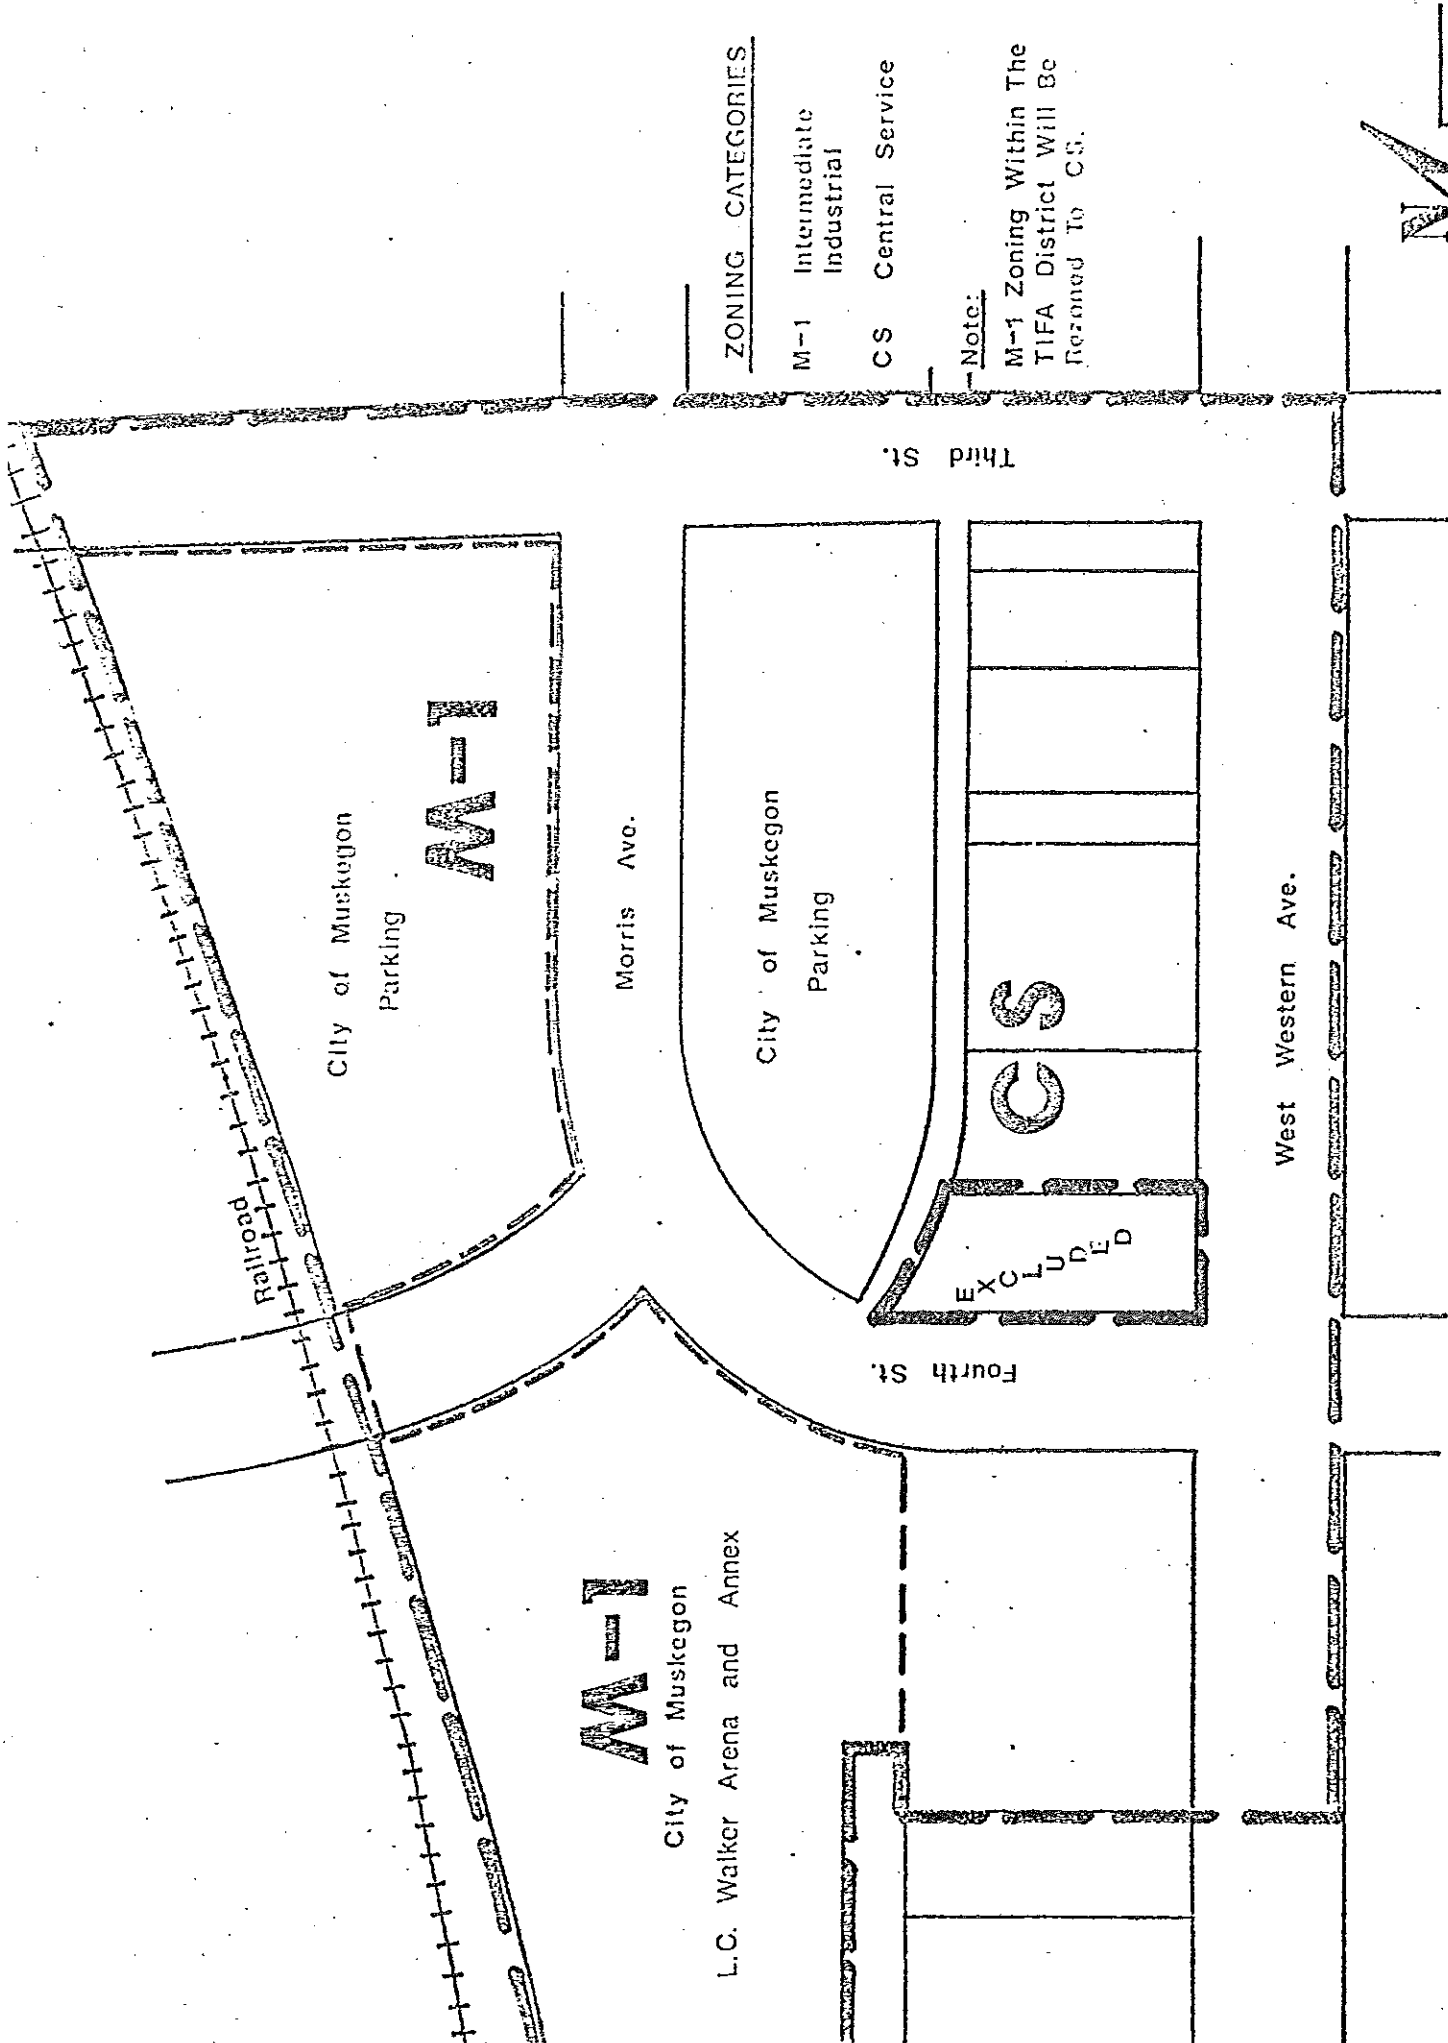 Railroad
City of Muskegon
Parking
M-1
Morris Ave.
City of Muskegon
Parking
Third St.
CS
EXCLUDED
Fourth St.
West Western Ave.
M-1
City of Muskegon
L.C. Walker Arena and Annex
ZONING CATEGORIES
M-1 Intermediate
Industrial
CS Central Service
Note:
M-1 Zoning Within The
TIFA District Will Be
Rezoned To CS.
N